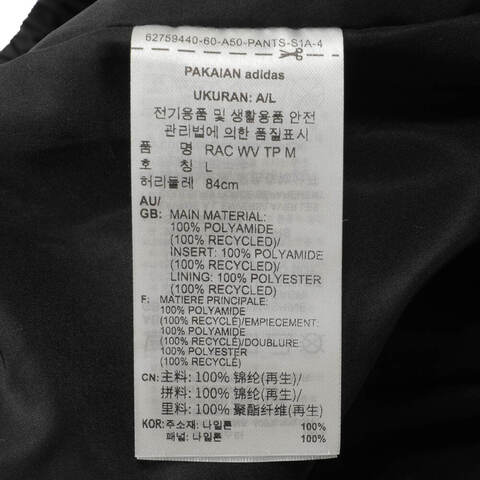 62759440-60-A50-PANTS-S1A-4
PAKAIAN adidas
UKURAN: A/L
전기용품 및 생활용품 안전
관리법에 의한 품질표시
품 명 RAC WV TP M
호 칭 L
허리둘레 84cm
AU/
GB: MAIN MATERIAL:
100% POLYAMIDE
(100% RECYCLED)/
INSERT: 100% POLYAMIDE
(100% RECYCLED)/
LINING: 100% POLYESTER
(100% RECYCLED)
F: MATIERE PRINCIPALE:
100% POLYAMIDE
(100% RECYCLÉ)/EMPIECEMENT:
100% POLYAMIDE
(100% RECYCLÉ)/DOUBLURE:
100% POLYESTER
(100% RECYCLÉ)
CN: 主料: 100% 锦纶(再生)/
拼料: 100% 锦纶(再生)/
里料: 100% 聚酯纤维(再生)
KOR: 주소재: 나일론 100%
패널: 나일론 100%